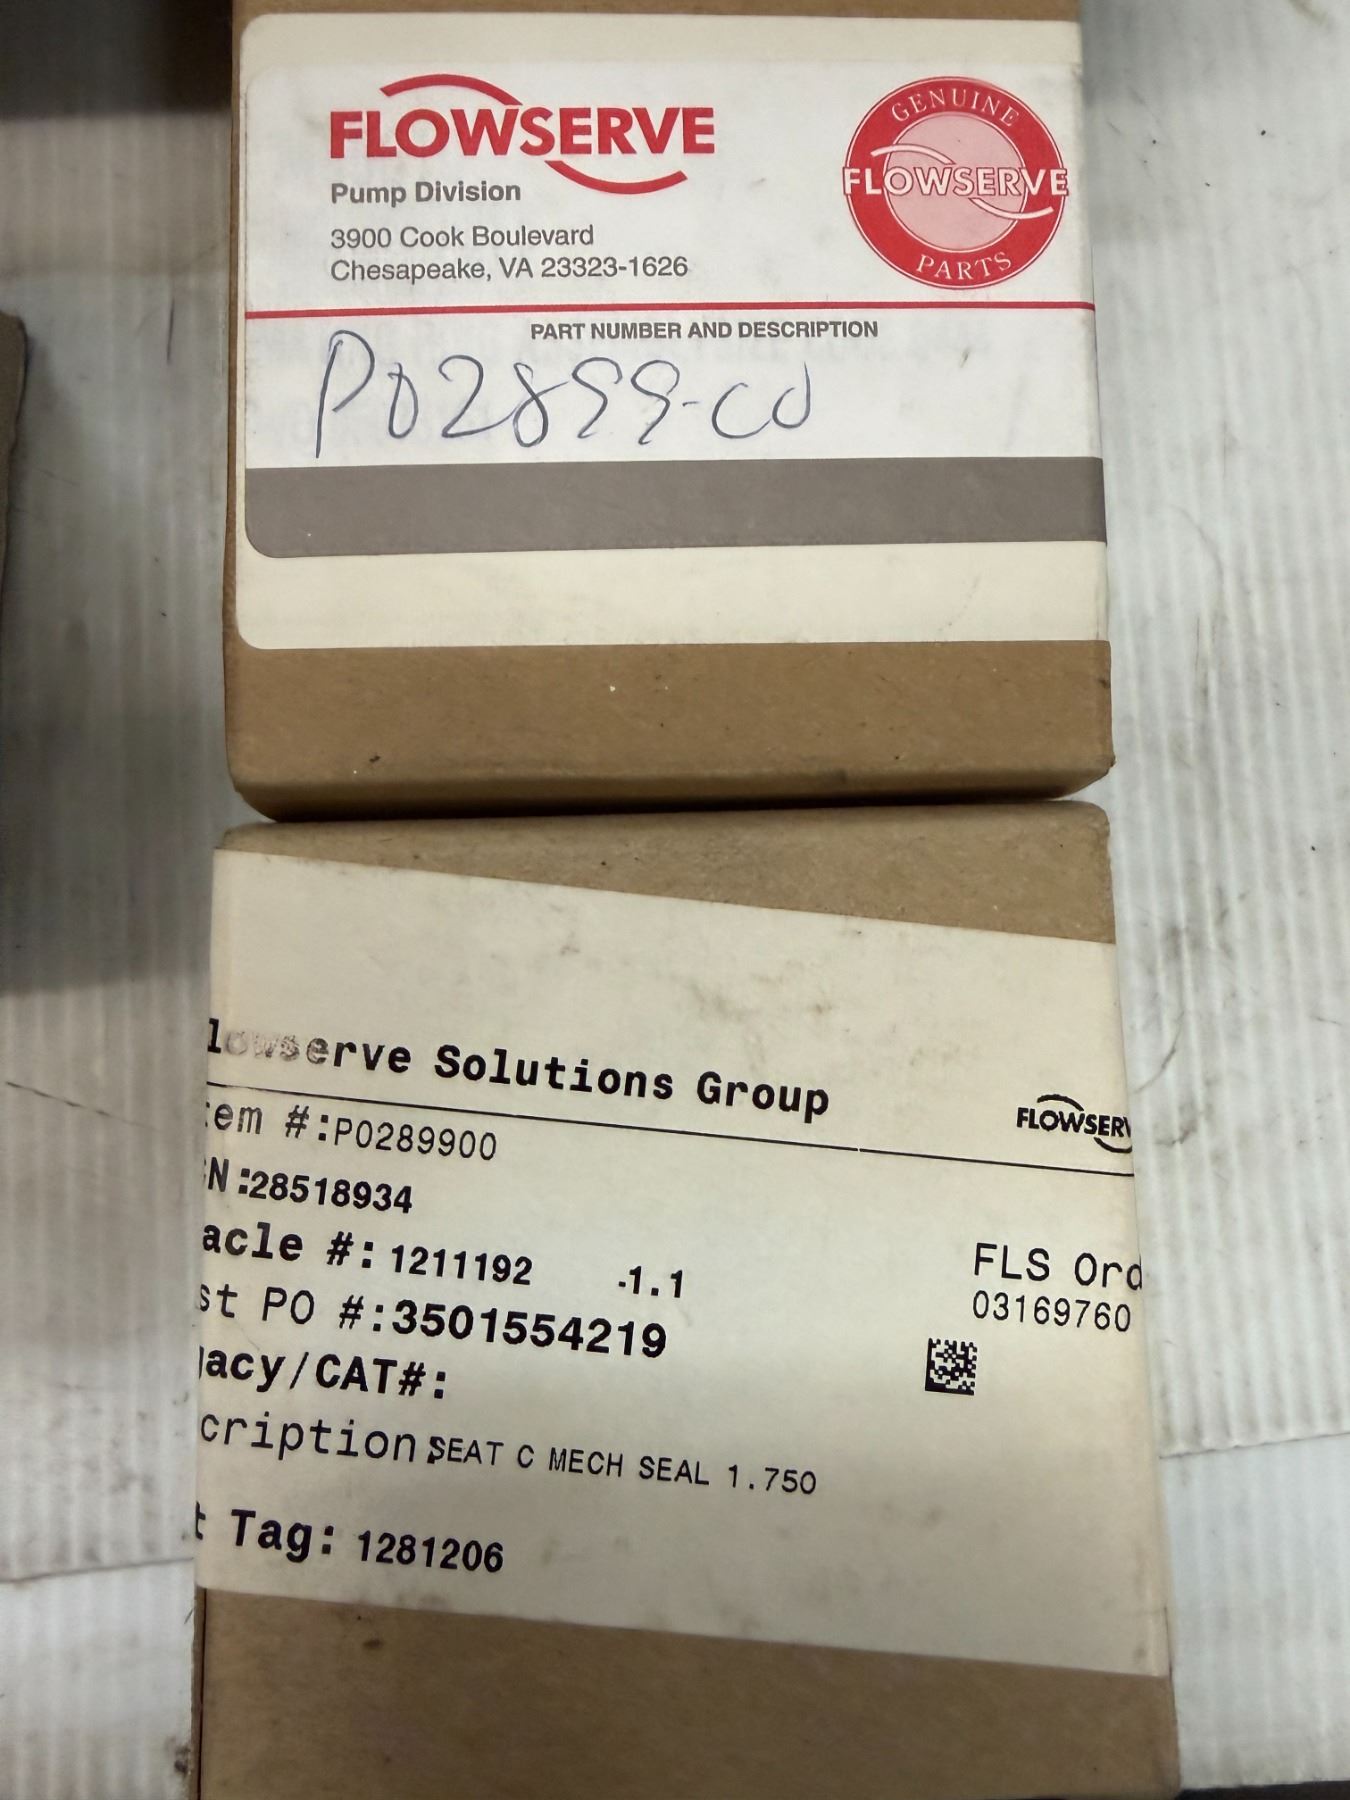 FLOWSERVE
Pump Division
3900 Cook Boulevard
Chesapeake, VA 23323-1626
GENUINE
FLOWSERVE
PARTS
PART NUMBER AND DESCRIPTION
P02899-CD
lowserve Solutions Group
FLOWSERV
em #:P0289900
N:28518934
acle #: 1211192 -1.1
FLS Ord
03169760
st PO #:3501554219
acy/CAT#:
cription: SEAT C MECH SEAL 1.750
t Tag: 1281206